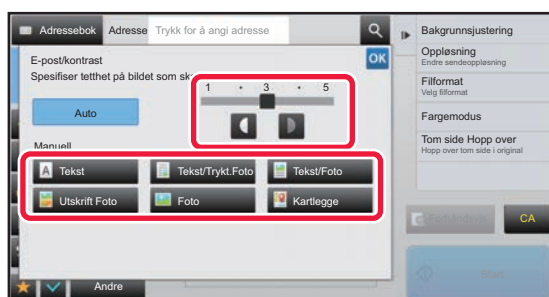 Adressebok
Adresse
Trykk for å angi adresse
Bakgrunnsjustering
Oppløsning
Endre sendeoppløsning
Filformat
Velg filformat
Fargemodus
Tom side Hopp over
Hopp over tom side i original
CA
E-post/kontrast
OK
Spesifiser tetthet på bildet som
1 • 3 • 5
Auto
Manuell
A Tekst
Tekst/Trykt.Foto
Tekst/Foto
Utskrift Foto
Foto
Kartlegge
Andre